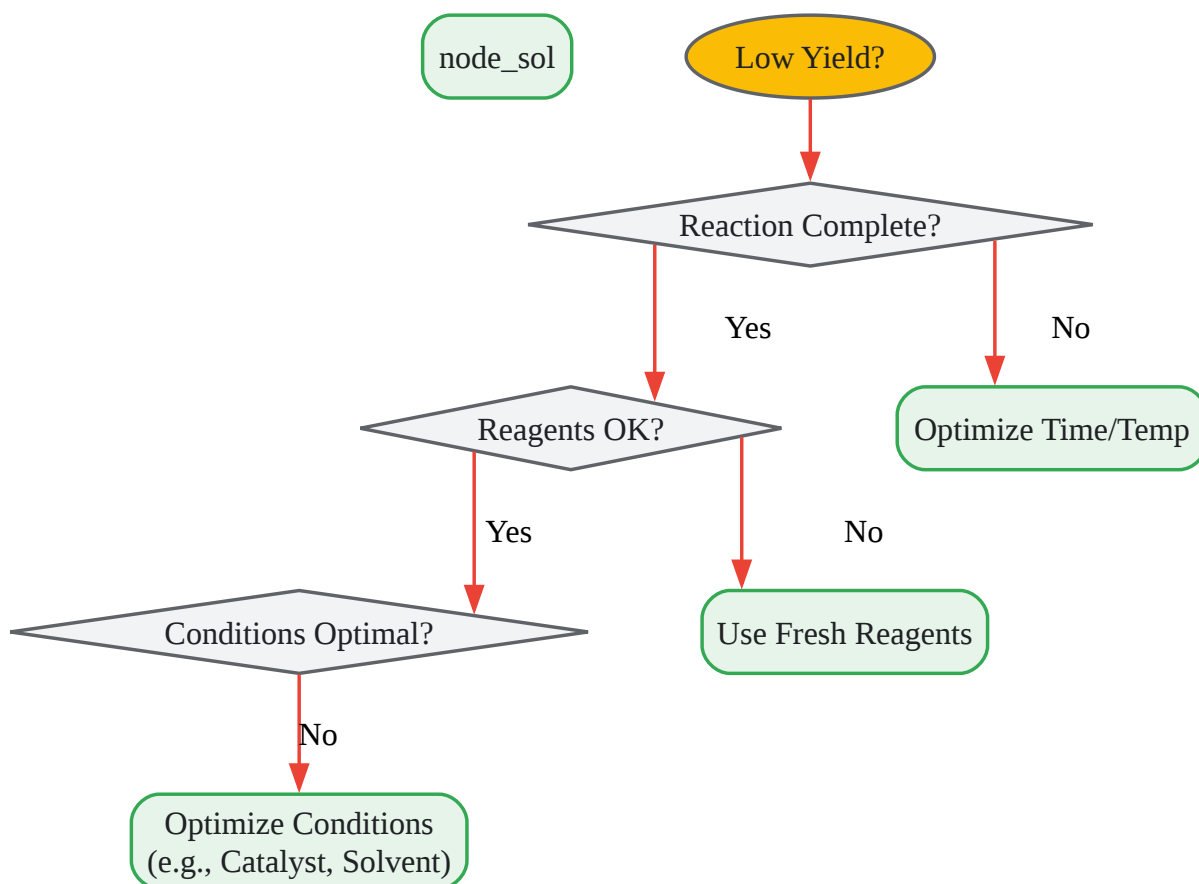 node_sol
Low Yield?
Reaction Complete?
Yes
No
Reagents OK?
Optimize Time/Temp
Yes
No
Conditions Optimal?
Use Fresh Reagents
No
Optimize Conditions
(e.g., Catalyst, Solvent)